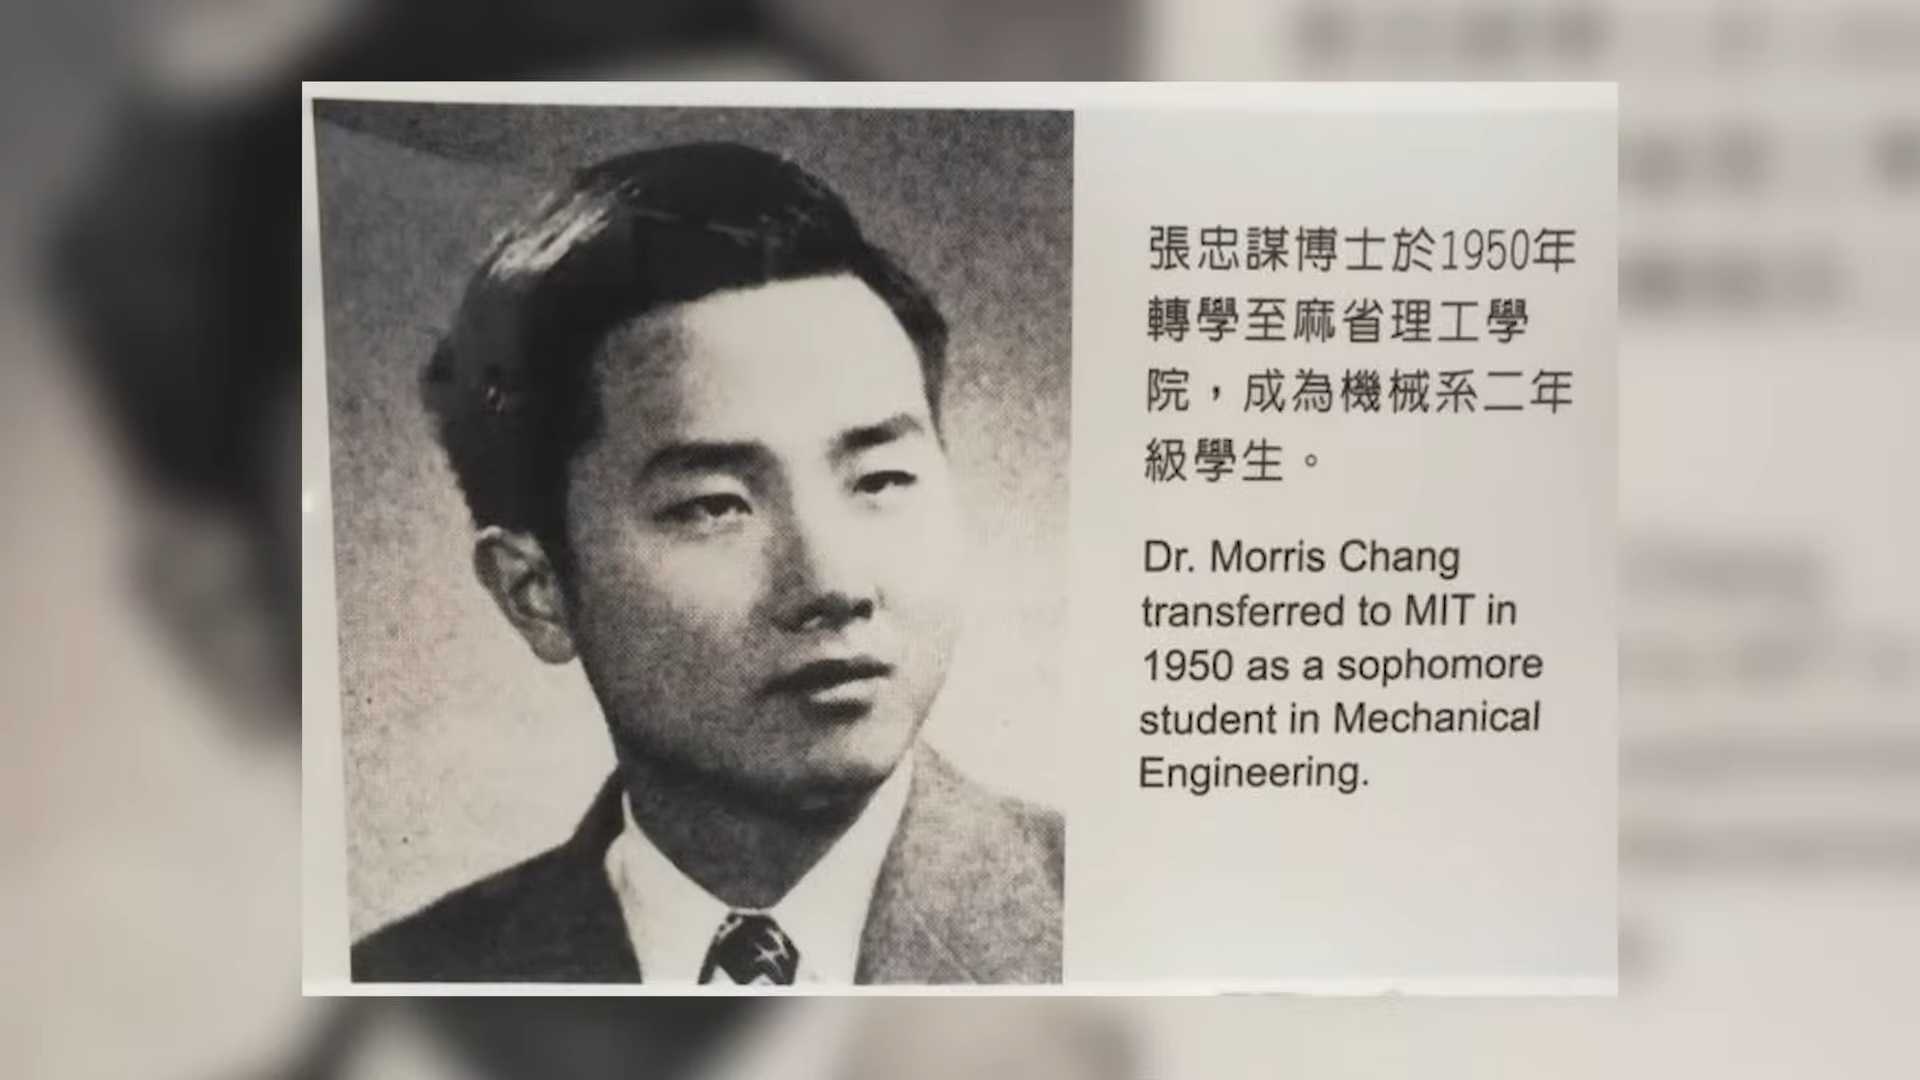 張忠謀博士於1950年
轉學至麻省理工學
院，成為機械系二年
級學生。
Dr. Morris Chang
transferred to MIT in
1950 as a sophomore
student in Mechanical
Engineering.